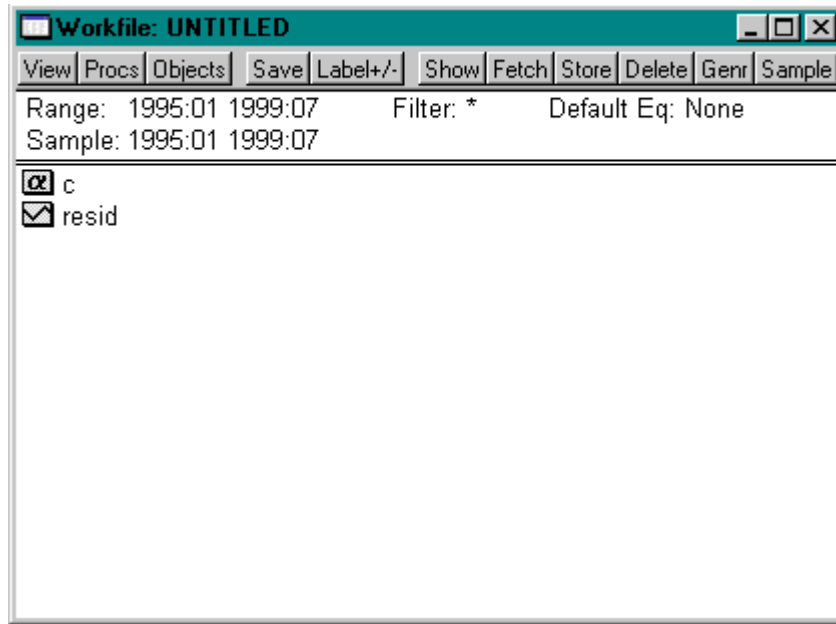 Workfile: UNTITLED
View Procs Objects Save Label+/- Show Fetch Store Delete Genr Sample
Range: 1995:01 1999:07 Filter: * Default Eq: None
Sample: 1995:01 1999:07
α c
resid